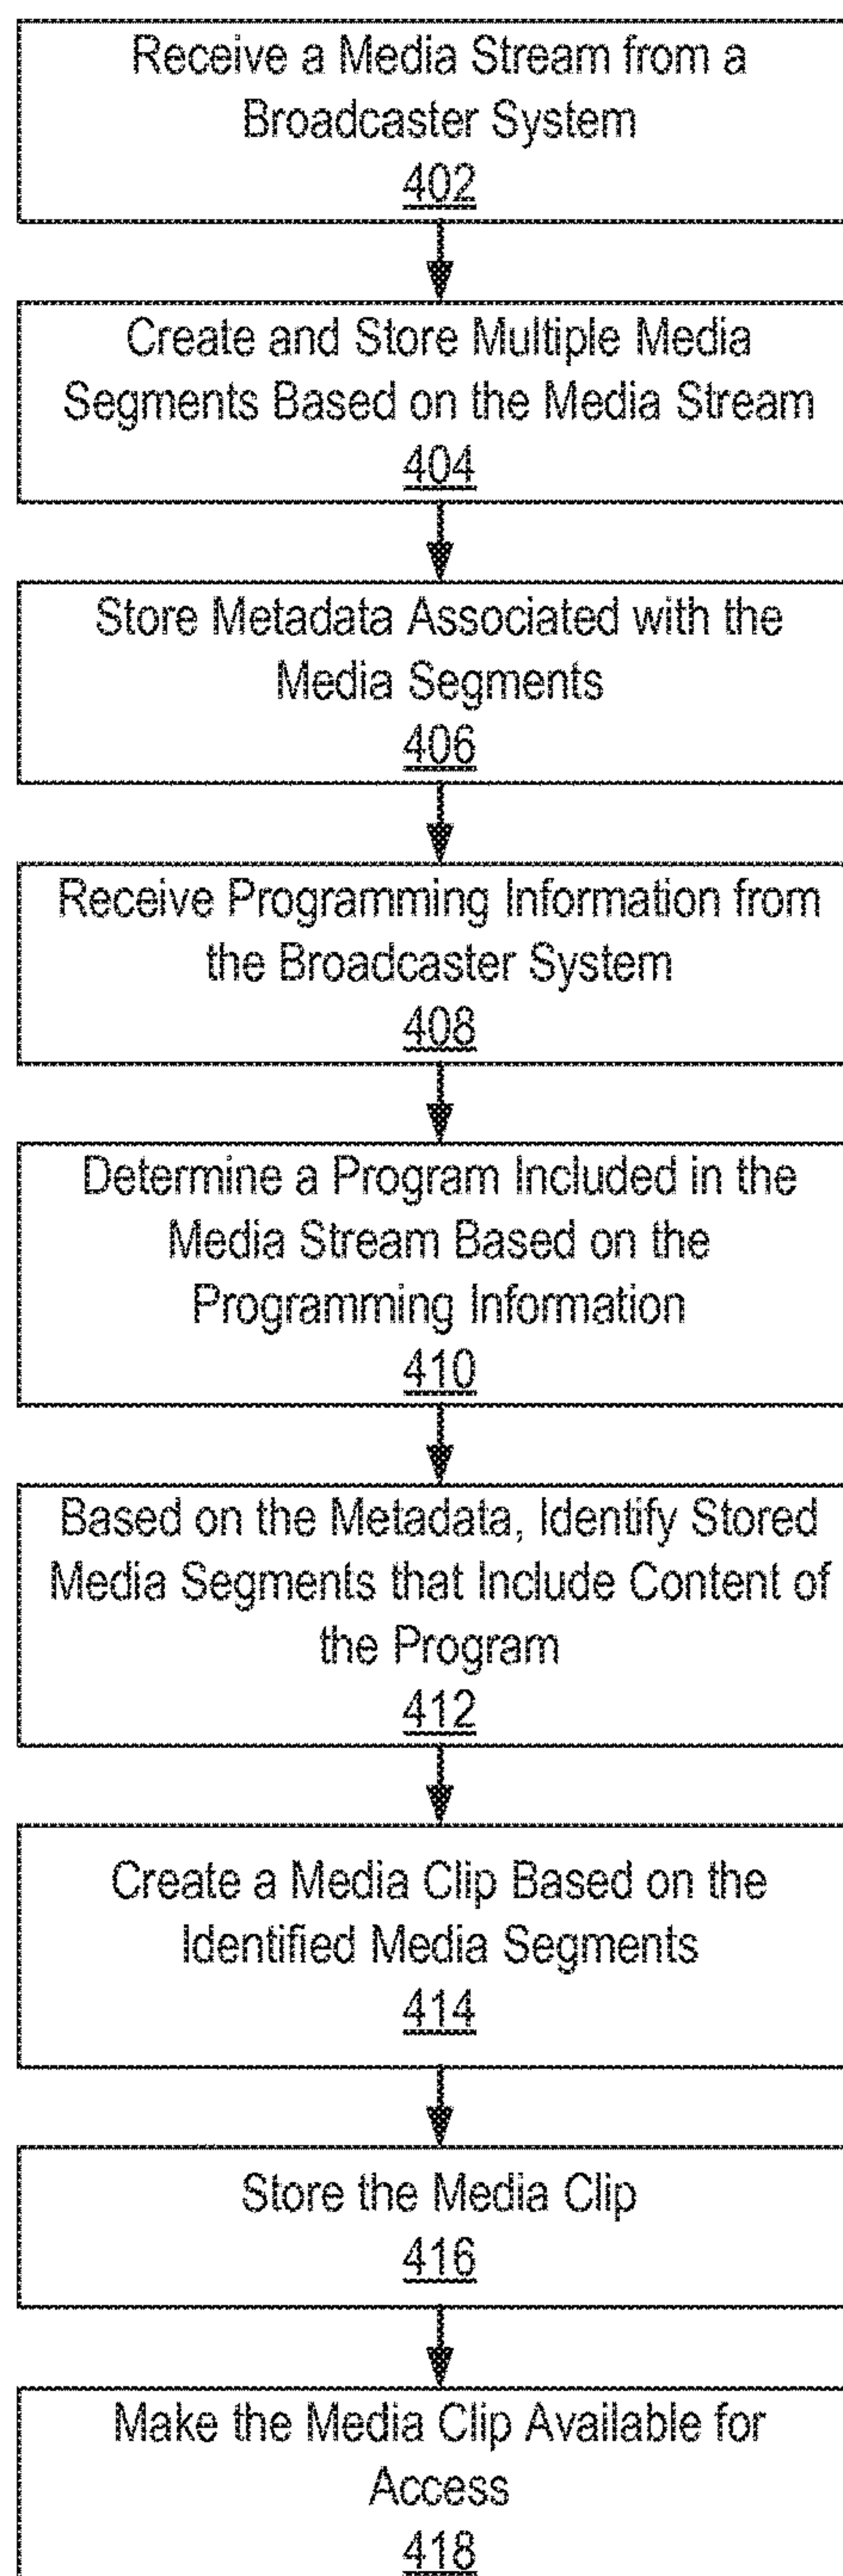 Receive a Media Stream from a
Broadcaster System
402
Create and Store Multiple Media
Segments Based on the Media Stream
404
Store Metadata Associated with the
Media Segments
406
Receive Programming Information from
the Broadcaster System
408
Determine a Program Included in the
Media Stream Based on the
Programming Information
410
Based on the Metadata, Identify Stored
Media Segments that Include Content of
the Program
412
Create a Media Clip Based on the
Identified Media Segments
414
Store the Media Clip
416
Make the Media Clip Available for
Access
418